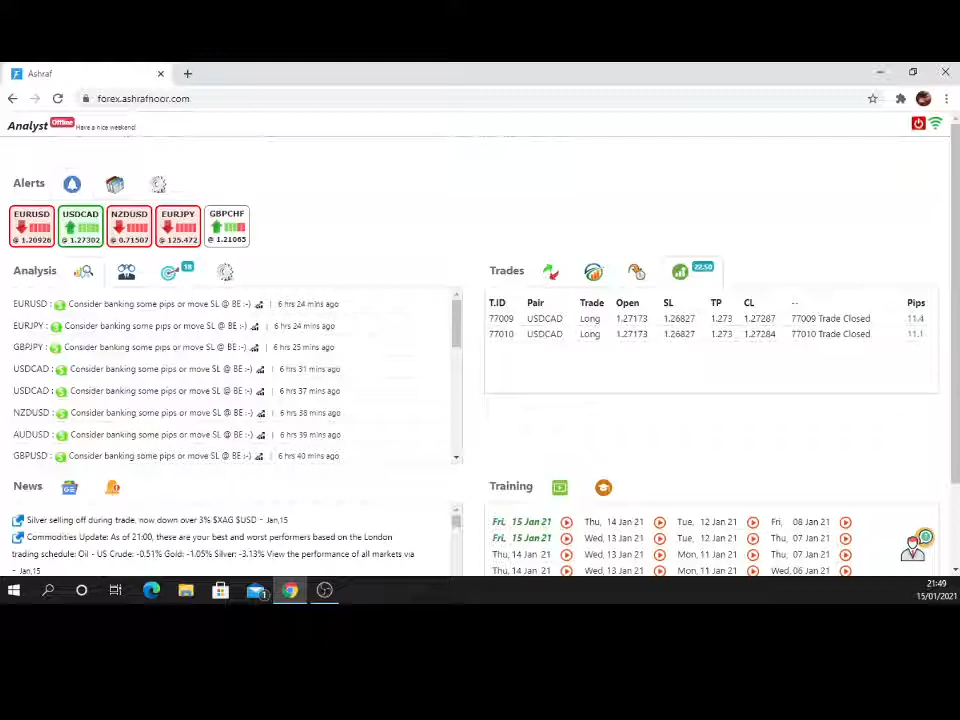 Ashraf
forex.ashrafnoor.com
Analyst Offline Have a nice weekend!
Alerts
EURUSD USDCAD NZDUSD EURJPY GBPCHF
@ 1.20926 @ 1.27302 @ 0.71507 @ 125.472 @ 1.21065
Analysis 18
EURUSD : Consider banking some pips or move SL @ BE :-) | 6 hrs 24 mins ago
EURJPY : Consider banking some pips or move SL @ BE :-) | 6 hrs 24 mins ago
GBPJPY : Consider banking some pips or move SL @ BE :-) | 6 hrs 25 mins ago
USDCAD : Consider banking some pips or move SL @ BE :-) | 6 hrs 31 mins ago
USDCAD : Consider banking some pips or move SL @ BE :-) | 6 hrs 37 mins ago
NZDUSD : Consider banking some pips or move SL @ BE :-) | 6 hrs 38 mins ago
AUDUSD : Consider banking some pips or move SL @ BE :-) | 6 hrs 39 mins ago
GBPUSD : Consider banking some pips or move SL @ BE :-) | 6 hrs 40 mins ago
Trades 22.50
T.ID Pair Trade Open SL TP CL -- Pips
77009 USDCAD Long 1.27173 1.26827 1.273 1.27287 77009 Trade Closed 11.4
77010 USDCAD Long 1.27173 1.26827 1.273 1.27284 77010 Trade Closed 11.1
News
Silver selling off during trade, now down over 3% $XAG $USD - Jan,15
Commodities Update: As of 21:00, these are your best and worst performers based on the London
trading schedule: Oil - US Crude: -0.51% Gold: -1.05% Silver: -3.13% View the performance of all markets via
- Jan,15
Training
Fri, 15 Jan 21 Thu, 14 Jan 21 Tue, 12 Jan 21 Fri, 08 Jan 21
Fri, 15 Jan 21 Wed, 13 Jan 21 Tue, 12 Jan 21 Thu, 07 Jan 21
Thu, 14 Jan 21 Wed, 13 Jan 21 Mon, 11 Jan 21 Thu, 07 Jan 21
Thu, 14 Jan 21 Wed, 13 Jan 21 Mon, 11 Jan 21 Wed, 06 Jan 21
1
21:49
15/01/2021